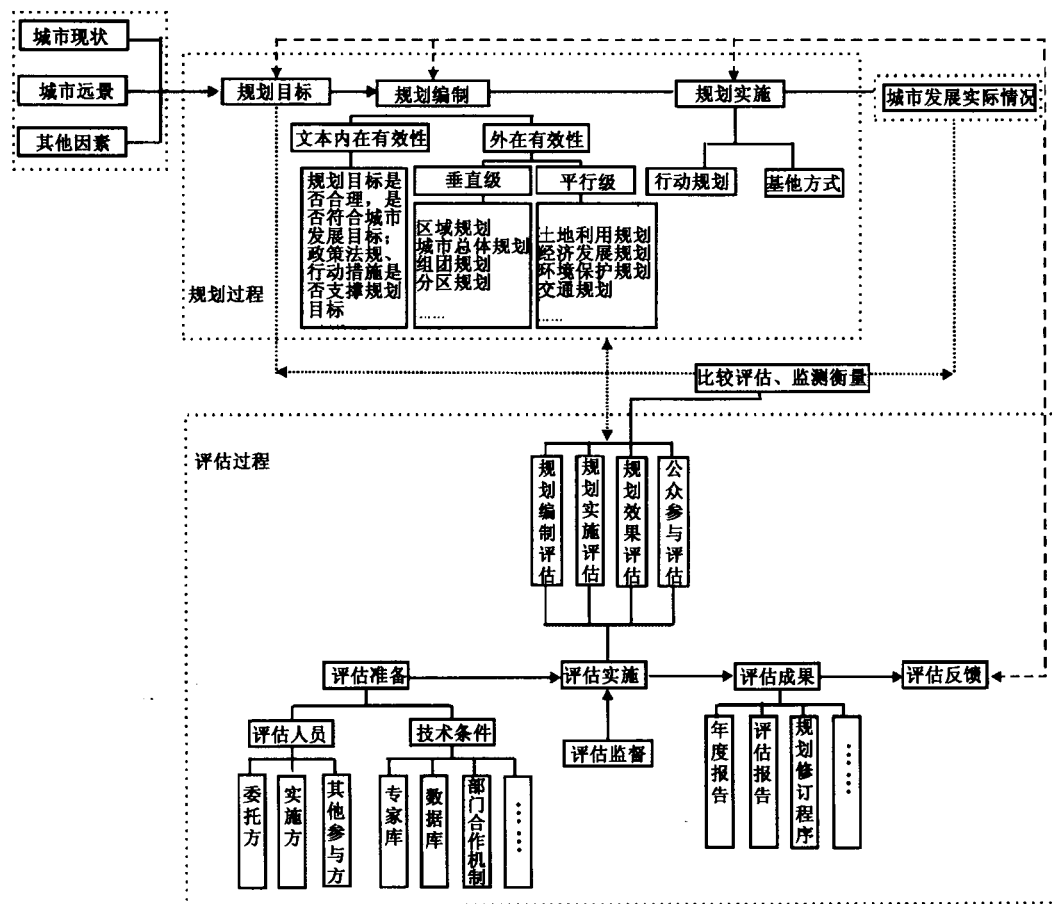 城市现状
城市远景
其他因素
规划目标
规划编制
规划实施
城市发展实际情况
文本内在有效性
外在有效性
规划目标是
否合理，是
否符合城市
发展目标；
政策法规、
行动措施是
否支撑规划
目标
……
垂直级
平行级
区域规划
城市总体规划
组团规划
分区规划
……
土地利用规划
经济发展规划
环境保护规划
交通规划
……
行动规划
基他方式
规划过程
比较评估、监测衡量
评估过程
规划编制评估
规划实施评估
规划效果评估
公众参与评估
评估准备
评估实施
评估成果
评估反馈
评估人员
技术条件
评估监督
委托方
实施方
其他参与方
专家库
数据库
部门合作机制
……
年度报告
评估报告
规划修订程序
……